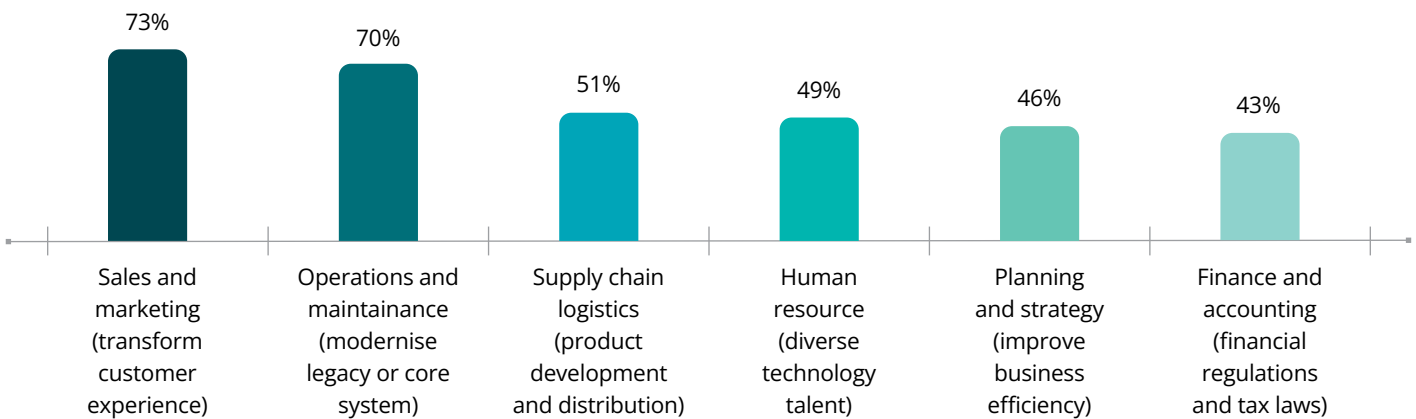 73%
70%
51%
49%
46%
43%
Sales and
marketing
(transform
customer
experience)
Operations and
maintainance
(modernise
legacy or core
system)
Supply chain
logistics
(product
development
and distribution)
Human
resource
(diverse
technology
talent)
Planning
and strategy
(improve
business
efficiency)
Finance and
accounting
(financial
regulations
and tax laws)